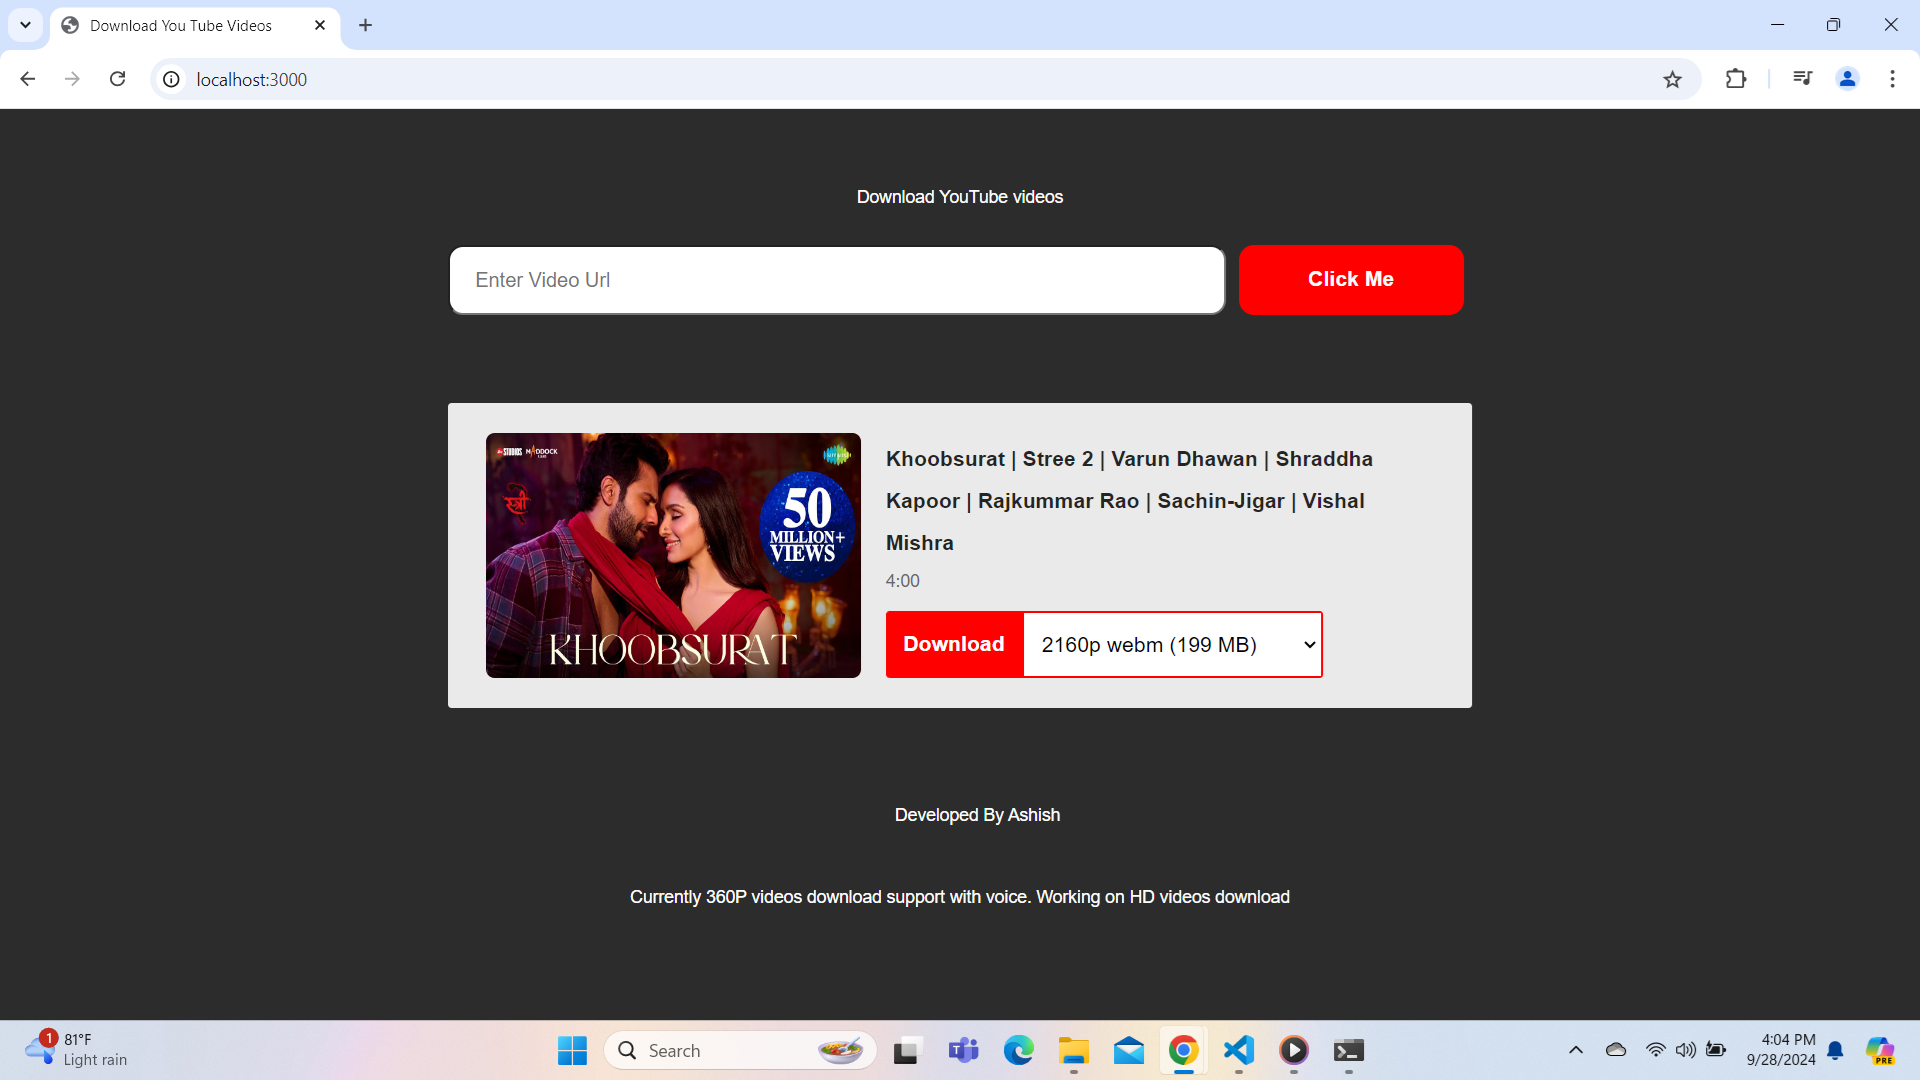 Download You Tube Videos
localhost:3000
Download YouTube videos
Enter Video Url
Click Me
STUDIOS MADDOCK
स्त्री
50
MILLION+
VIEWS
KHOOBSURAT
Khoobsurat | Stree 2 | Varun Dhawan | Shraddha
Kapoor | Rajkummar Rao | Sachin-Jigar | Vishal
Mishra
4:00
Download
2160p webm (199 MB)
Developed By Ashish
Currently 360P videos download support with voice. Working on HD videos download
1
81°F
Light rain
Search
4:04 PM
9/28/2024
PRE